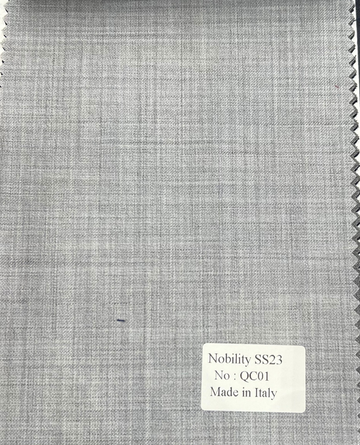 Nobility SS23
No : QC01
Made in Italy